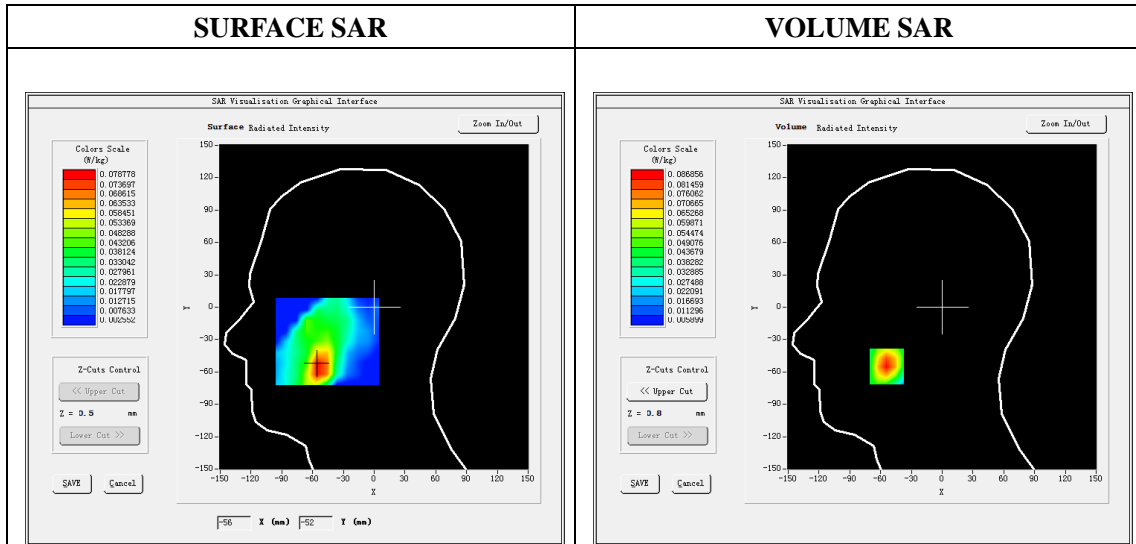 SURFACE SAR
VOLUME SAR
SAR Visualisation Graphical Interface
Surface Radiated Intensity
Zoom In/Out
Colors Scale
(W/kg)
0.078778
0.073697
0.068615
0.063533
0.058451
0.053369
0.048288
0.043206
0.038124
0.033042
0.027961
0.022879
0.017797
0.012715
0.007633
0.002552
150
120
90
60
30
0
-30
-60
-90
-120
-150
Y
-150 -120 -90 -60 -30 0 30 60 90 120 150
X
Z-Cuts Control
<< Upper Cut
Z = 0.5 mm
Lower Cut >>
SAVE Cancel
-56 X (mm) -52 Y (mm)
SAR Visualisation Graphical Interface
Volume Radiated Intensity
Zoom In/Out
Colors Scale
(W/kg)
0.086856
0.081459
0.076062
0.070665
0.065268
0.059871
0.054474
0.049076
0.043679
0.038282
0.032885
0.027488
0.022091
0.016693
0.011296
0.005899
150
120
90
60
30
0
-30
-60
-90
-120
-150
Y
-150 -120 -90 -60 -30 0 30 60 90 120 150
X
Z-Cuts Control
<< Upper Cut
Z = 0.8 mm
Lower Cut >>
SAVE Cancel